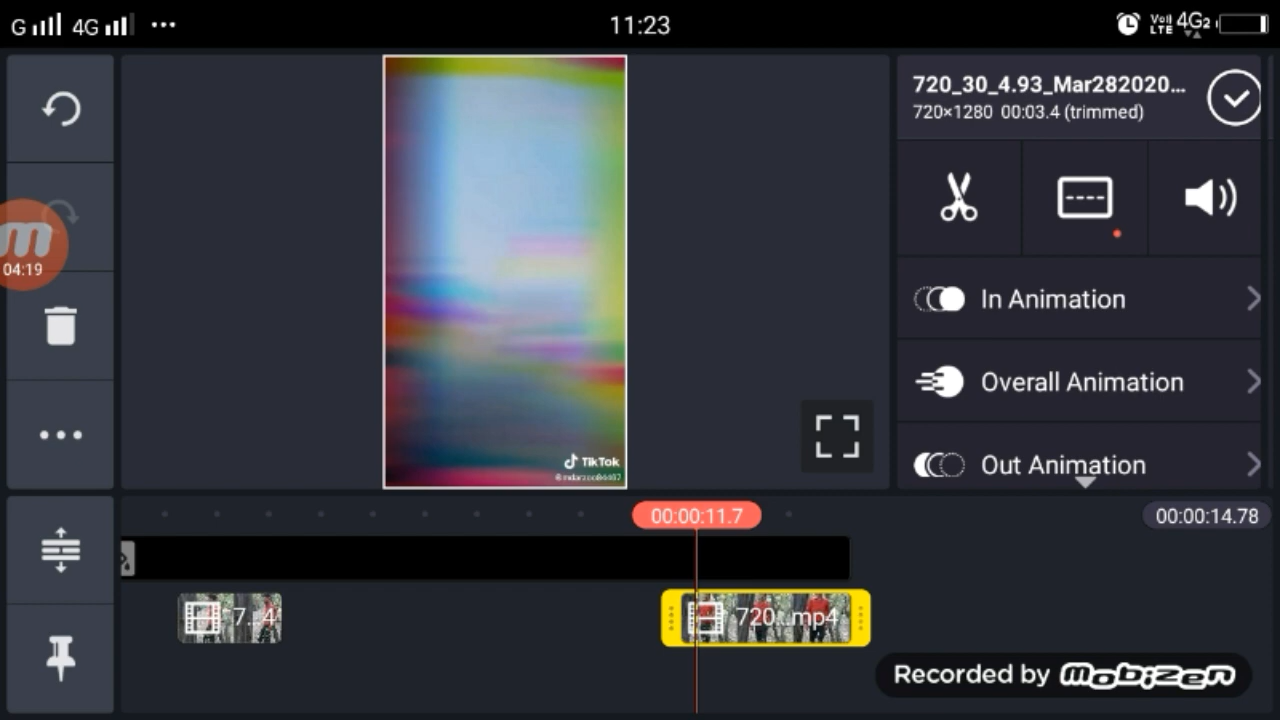 G 4G
11:23
Vo)) LTE 4G2
720_30_4.93_Mar282020...
720×1280 00:03.4 (trimmed)
m
04:19
In Animation
Overall Animation
Out Animation
TikTok
00:00:11.7
00:00:14.78
7...4
720...mp4
Recorded by mobizen